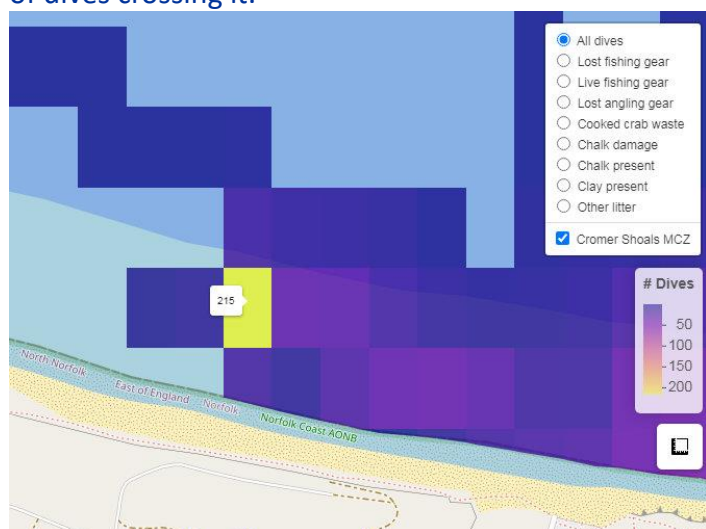 of dives crossing it.
All dives
Lost fishing gear
Live fishing gear
Lost angling gear
Cooked crab waste
Chalk damage
Chalk present
Clay present
Other litter
Cromer Shoals MCZ
# Dives
50
100
150
200
215
North Norfolk
East of England
Norfolk
Norfolk Coast AONB